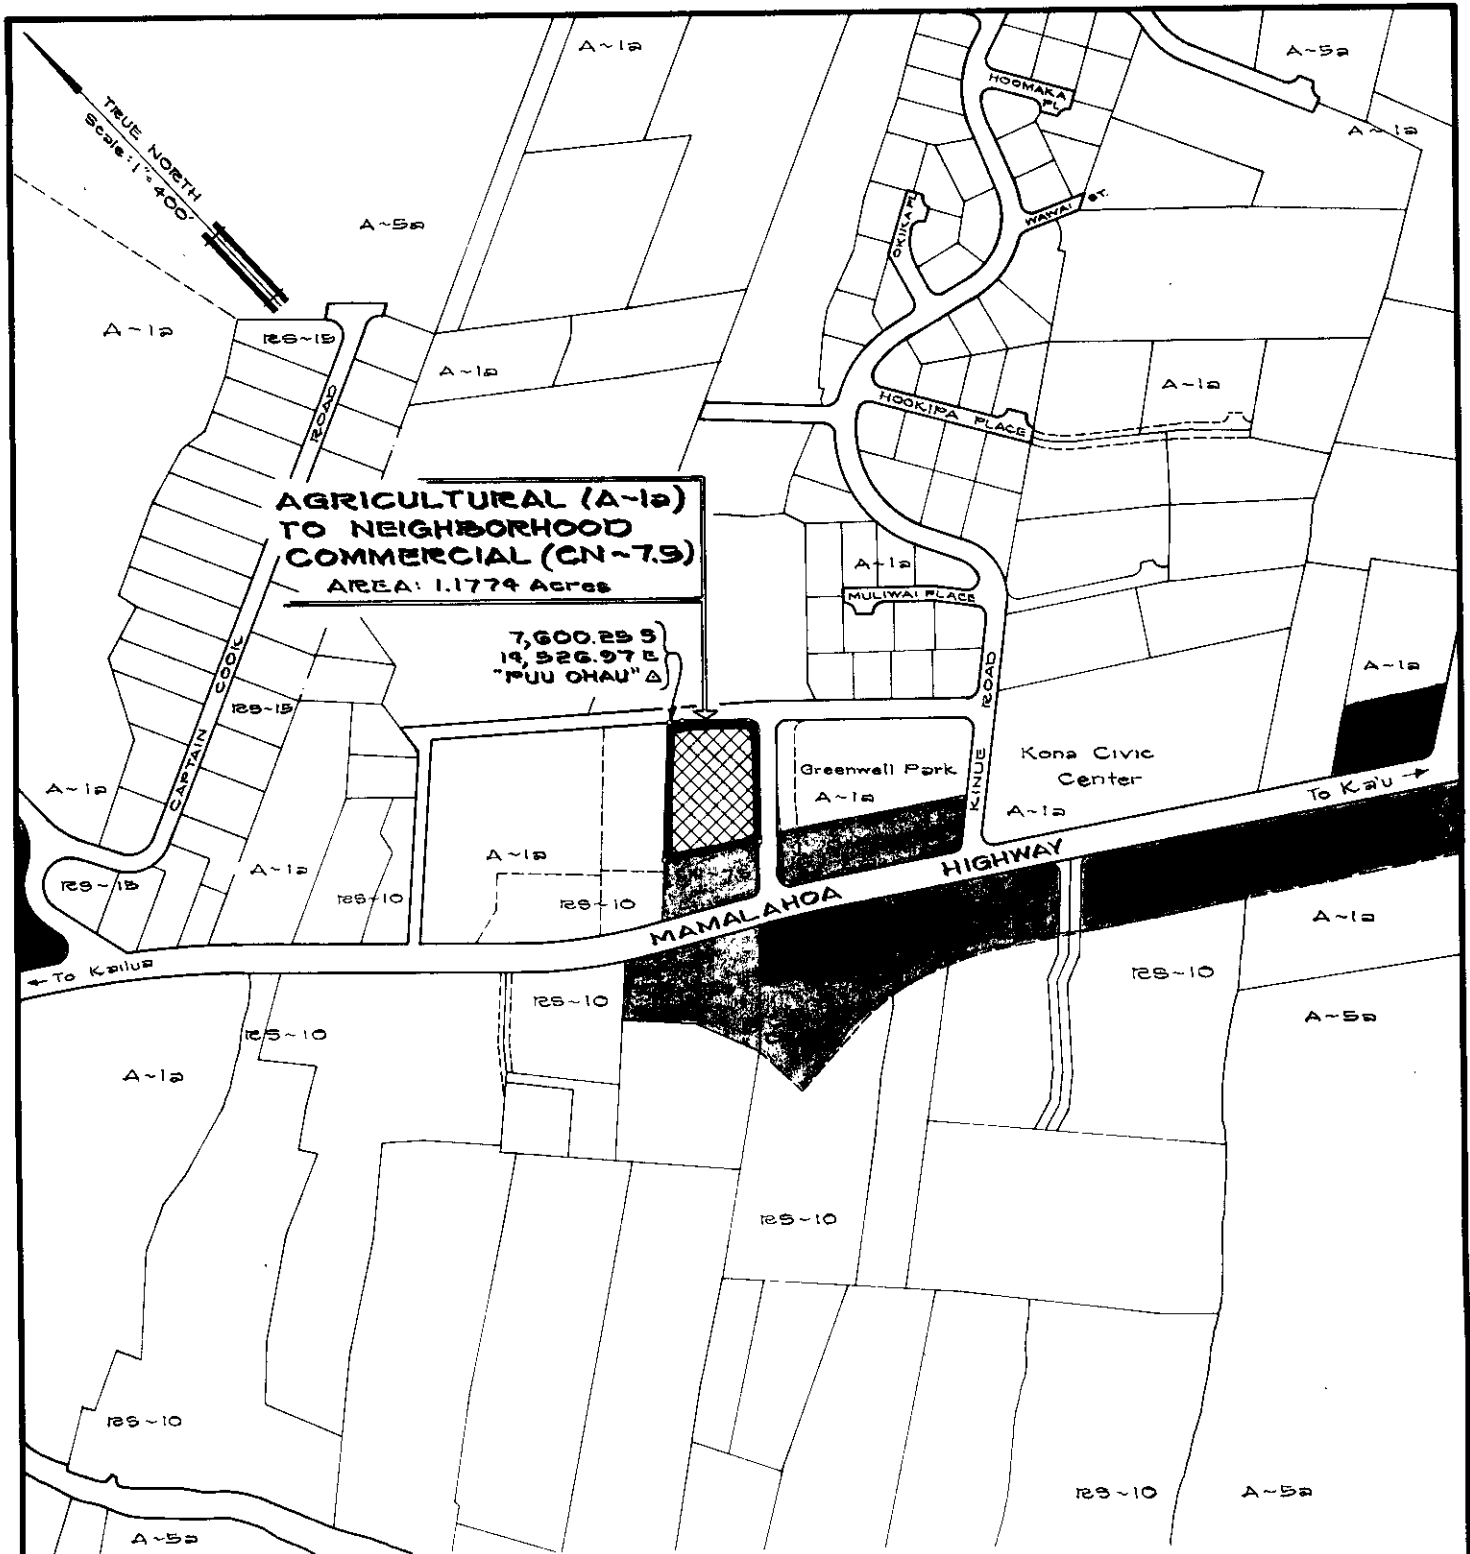 A~1a
A~5a
HOOMAKA
PL.
A~1a
TRUE NORTH
Scale: 1"= 400'
A~5a
OKIKA PL.
WAWAI ST.
A~1a
RS~15
A~1a
A~1a
HOOKIPA PLACE
CAPTAIN COOK ROAD
AGRICULTURAL (A~1a)
TO NEIGHBORHOOD
COMMERCIAL (CN~7.5)
AREA: 1.1774 Acres
A~1a
MULIWAI PLACE
7,600.25 S
14,526.97 E
"PUU OHAU" Δ
A~1a
RS~15
KINUE ROAD
Kona Civic
Center
Greenwell Park
A~1a
A~1a
A~1a
To Ka'u →
A~1a
A~1a
RS~15
RS~10
RS~10
MAMALAHOA HIGHWAY
A~1a
← To Kailua
RS~10
RS~10
RS~10
A~5a
A~1a
RS~10
RS~10
RS~10
A~5a
A~5a